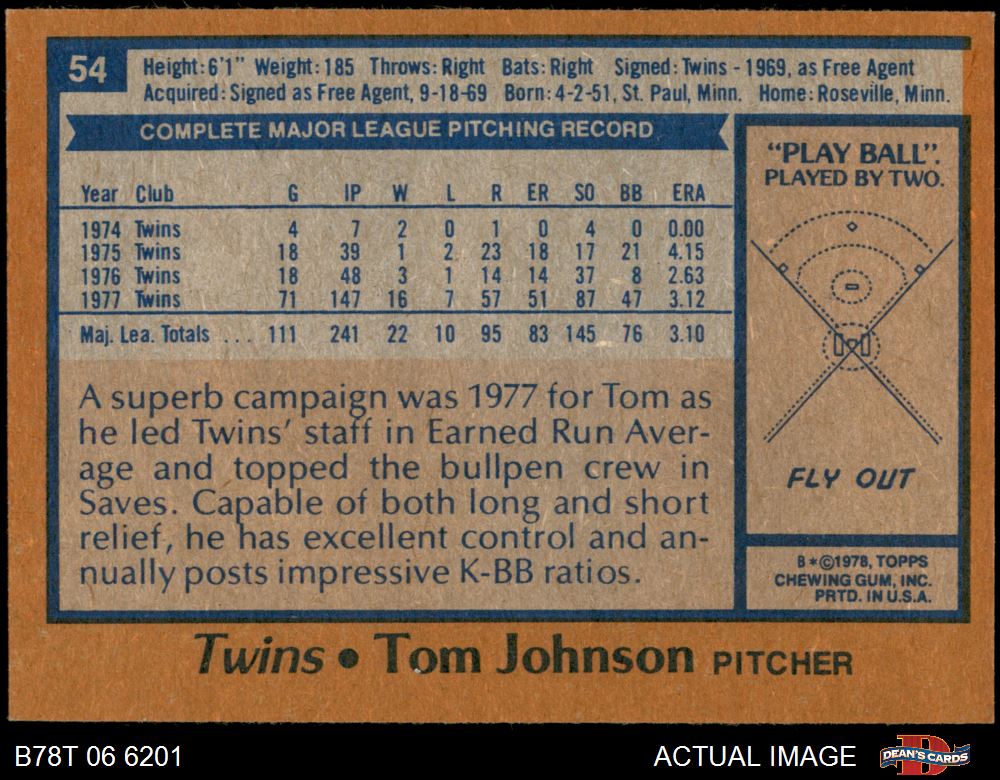 54
Height: 6'1" Weight: 185 Throws: Right Bats: Right Signed: Twins - 1969, as Free Agent
Acquired: Signed as Free Agent, 9-18-69 Born: 4-2-51, St. Paul, Minn. Home: Roseville, Minn.
COMPLETE MAJOR LEAGUE PITCHING RECORD
Year Club G IP W L R ER SO BB ERA
1974 Twins 4 7 2 0 1 0 4 0 0.00
1975 Twins 18 39 1 2 23 18 17 21 4.15
1976 Twins 18 48 3 1 14 14 37 8 2.63
1977 Twins 71 147 16 7 57 51 87 47 3.12
Maj. Lea. Totals ... 111 241 22 10 95 83 145 76 3.10
A superb campaign was 1977 for Tom as
he led Twins' staff in Earned Run Aver-
age and topped the bullpen crew in
Saves. Capable of both long and short
relief, he has excellent control and an-
nually posts impressive K-BB ratios.
"PLAY BALL".
PLAYED BY TWO.
FLY OUT
B*©1978, TOPPS
CHEWING GUM, INC.
PRTD. IN U.S.A.
Twins • Tom Johnson PITCHER
B78T 06 6201 ACTUAL IMAGE DEAN'S CARDS